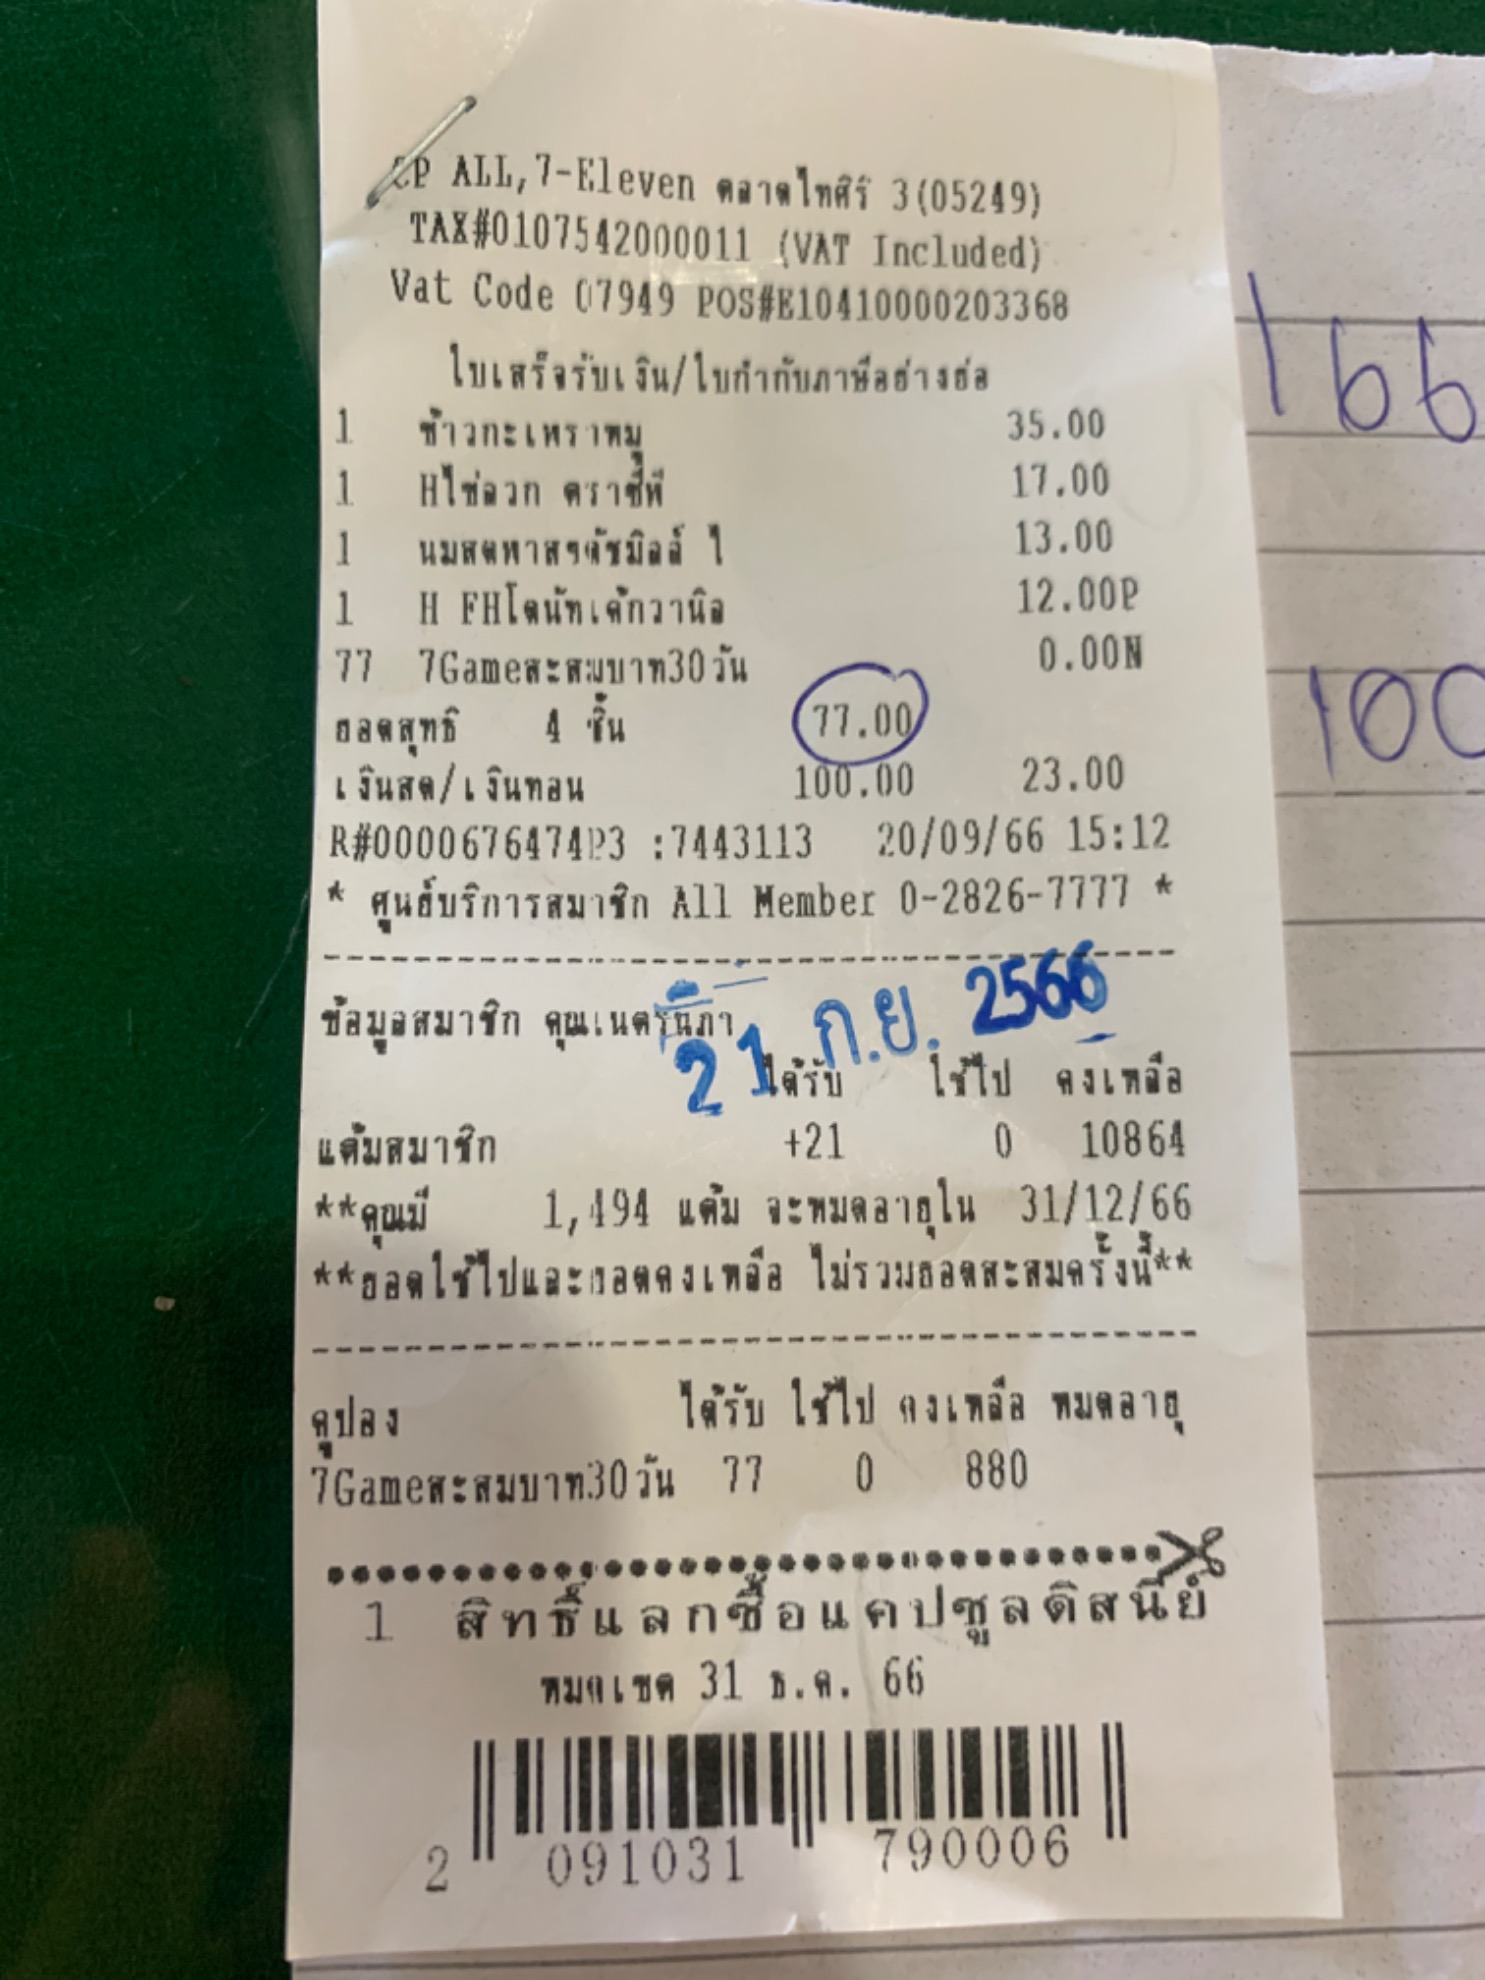 CP ALL,7-Eleven ตลาดไทศิริ 3(05249)
TAX#0107542000011 (VAT Included)
Vat Code 07949 POS#E10410000203368
ใบเสร็จรับเงิน/ใบกำกับภาษีอย่างย่อ
1 ข้าวกะเพราหมู 35.00
1 Hไข่ลวก ตราซีพี 17.00
1 นมสดพาสฯดัชมิลล์ ใ 13.00
1 H FHโดนัทเค้กวานิล 12.00P
77 7Gameสะสมบาท30วัน 0.00N
ยอดสุทธิ 4 ชิ้น 77.00
เงินสด/เงินทอน 100.00 23.00
R#0000676474P3 :7443113 20/09/66 15:12
* ศูนย์บริการสมาชิก All Member 0-2826-7777 *
21 ก.ย. 2566
ข้อมูลสมาชิก คุณเนตรนิภา
ได้รับ ใช้ไป คงเหลือ
แต้มสมาชิก +21 0 10864
**คุณมี 1,494 แต้ม จะหมดอายุใน 31/12/66
**ยอดใช้ไปและยอดคงเหลือ ไม่รวมยอดสะสมครั้งนี้**
คูปอง ได้รับ ใช้ไป คงเหลือ หมดอายุ
7Gameสะสมบาท30วัน 77 0 880
1 สิทธิ์แลกซื้อแคปซูลดิสนีย์
หมดเขต 31 ธ.ค. 66
2 091031 790006
166
100